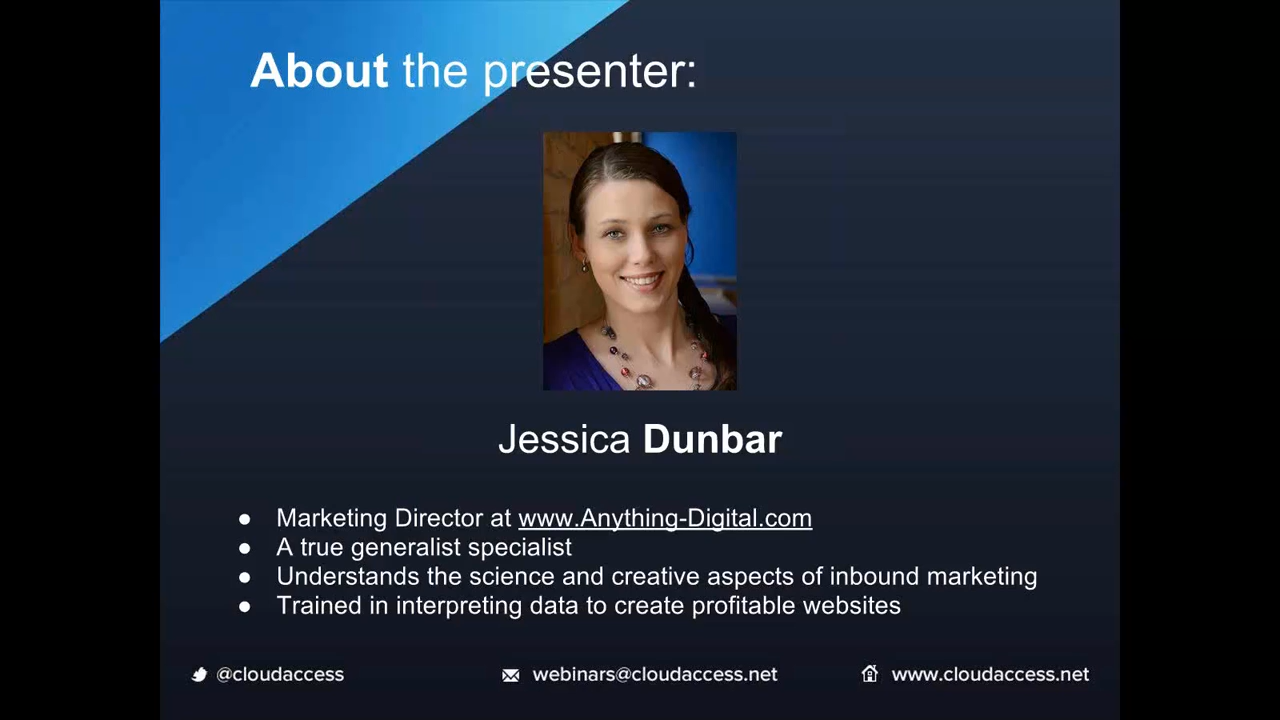 About the presenter:
Jessica Dunbar
● Marketing Director at www.Anything-Digital.com
● A true generalist specialist
● Understands the science and creative aspects of inbound marketing
● Trained in interpreting data to create profitable websites
@cloudaccess webinars@cloudaccess.net www.cloudaccess.net